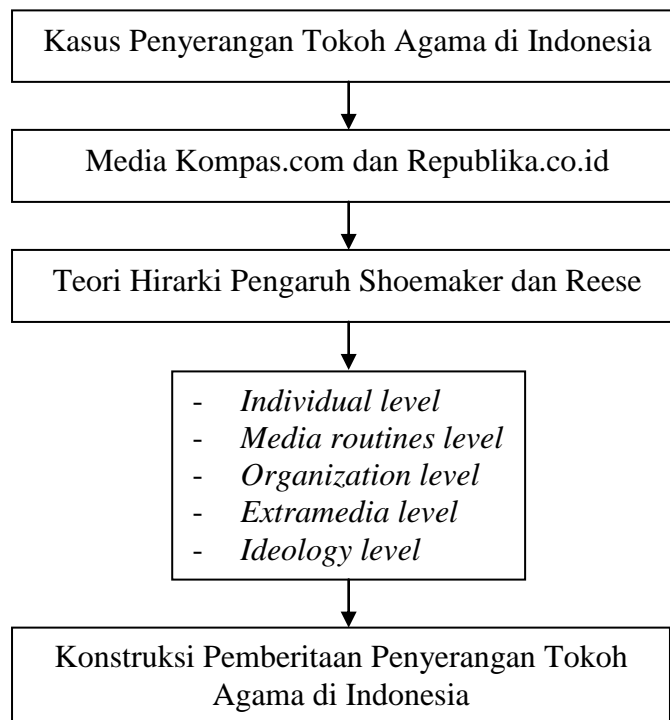 Kasus Penyerangan Tokoh Agama di Indonesia
Media Kompas.com dan Republika.co.id
Teori Hirarki Pengaruh Shoemaker dan Reese
- Individual level
- Media routines level
- Organization level
- Extramedia level
- Ideology level
Konstruksi Pemberitaan Penyerangan Tokoh
Agama di Indonesia